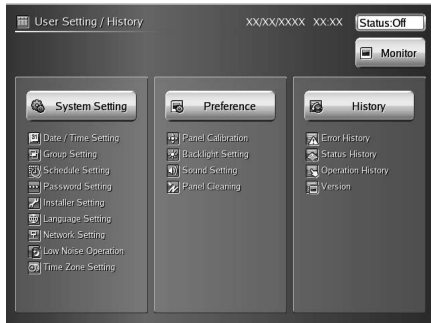 User Setting / History
XX/XX/XXXX XX:XX
Status:Off
Monitor
System Setting
Date / Time Setting
Group Setting
Schedule Setting
Password Setting
Installer Setting
Language Setting
Network Setting
Low Noise Operation
Time Zone Setting
Preference
Panel Calibration
Backlight Setting
Sound Setting
Panel Cleaning
History
Error History
Status History
Operation History
Version